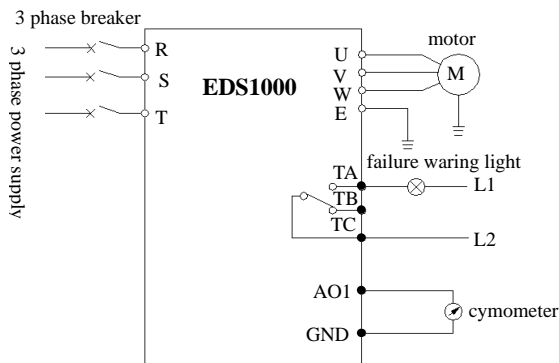 3 phase breaker
3 phase power supply
R
S
T
EDS1000
U
V
W
E
motor
M
failure waring light
TA
TB
TC
L1
L2
AO1
GND
cymometer